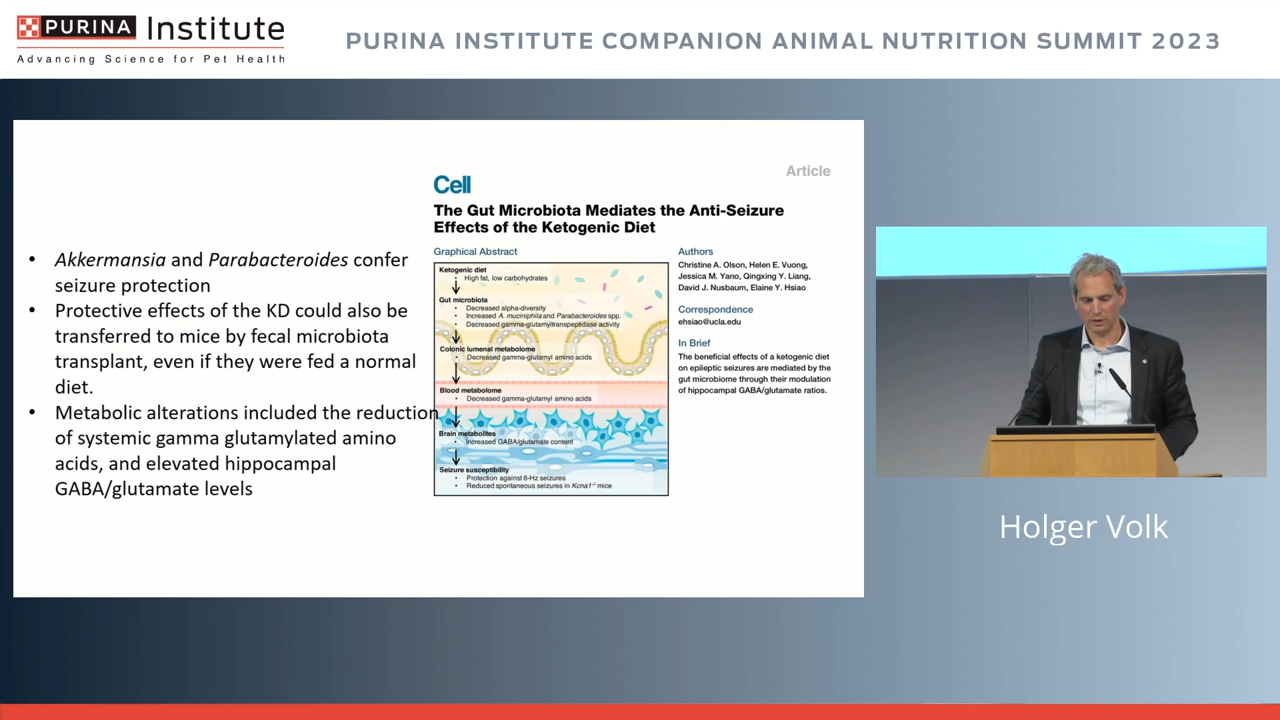 PURINA Institute
Advancing Science for Pet Health
PURINA INSTITUTE COMPANION ANIMAL NUTRITION SUMMIT 2023
• Akkermansia and Parabacteroides confer
seizure protection
• Protective effects of the KD could also be
transferred to mice by fecal microbiota
transplant, even if they were fed a normal
diet.
• Metabolic alterations included the reduction
of systemic gamma glutamylated amino
acids, and elevated hippocampal
GABA/glutamate levels
Article
Cell
The Gut Microbiota Mediates the Anti-Seizure
Effects of the Ketogenic Diet
Graphical Abstract
Ketogenic diet
• High fat, low carbohydrates
Gut microbiota
• Decreased alpha-diversity
• Increased A. muciniphila and Parabacteroides spp.
• Decreased gamma-glutamyltranspeptidase activity
Colonic lumenal metabolome
• Decreased gamma-glutamyl amino acids
Blood metabolome
• Decreased gamma-glutamyl amino acids
Brain metabolites
• Increased GABA/glutamate content
Seizure susceptibility
• Protection against 6-Hz seizures
• Reduced spontaneous seizures in Kcna1-/- mice
Authors
Christine A. Olson, Helen E. Vuong,
Jessica M. Yano, Qingxing Y. Liang,
David J. Nusbaum, Elaine Y. Hsiao
Correspondence
ehsiao@ucla.edu
In Brief
The beneficial effects of a ketogenic diet
on epileptic seizures are mediated by the
gut microbiome through their modulation
of hippocampal GABA/glutamate ratios.
Holger Volk